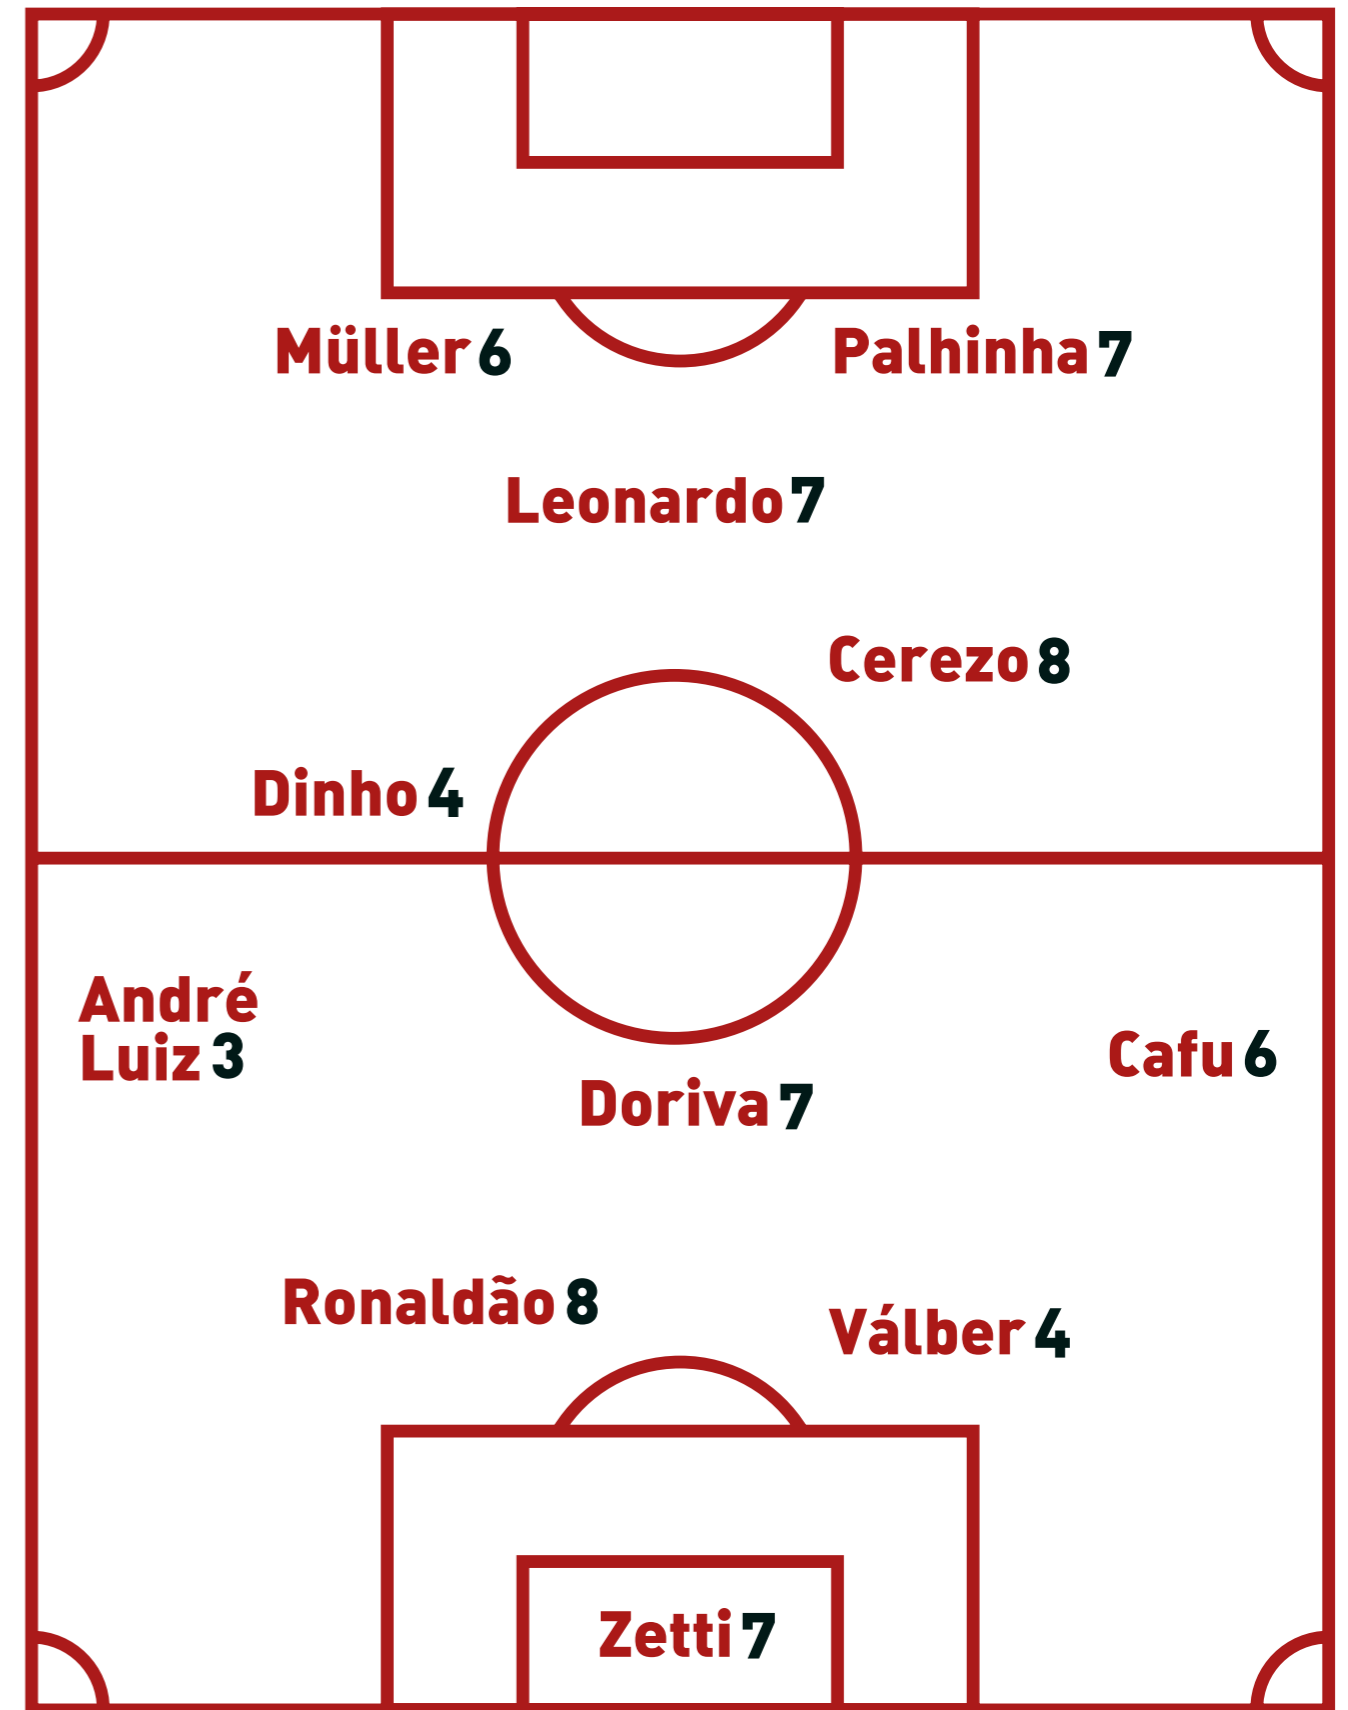 Müller 6
Palhinha 7
Leonardo 7
Cerezo 8
Dinho 4
André
Luiz 3
Cafu 6
Doriva 7
Ronaldão 8
Válber 4
Zetti 7